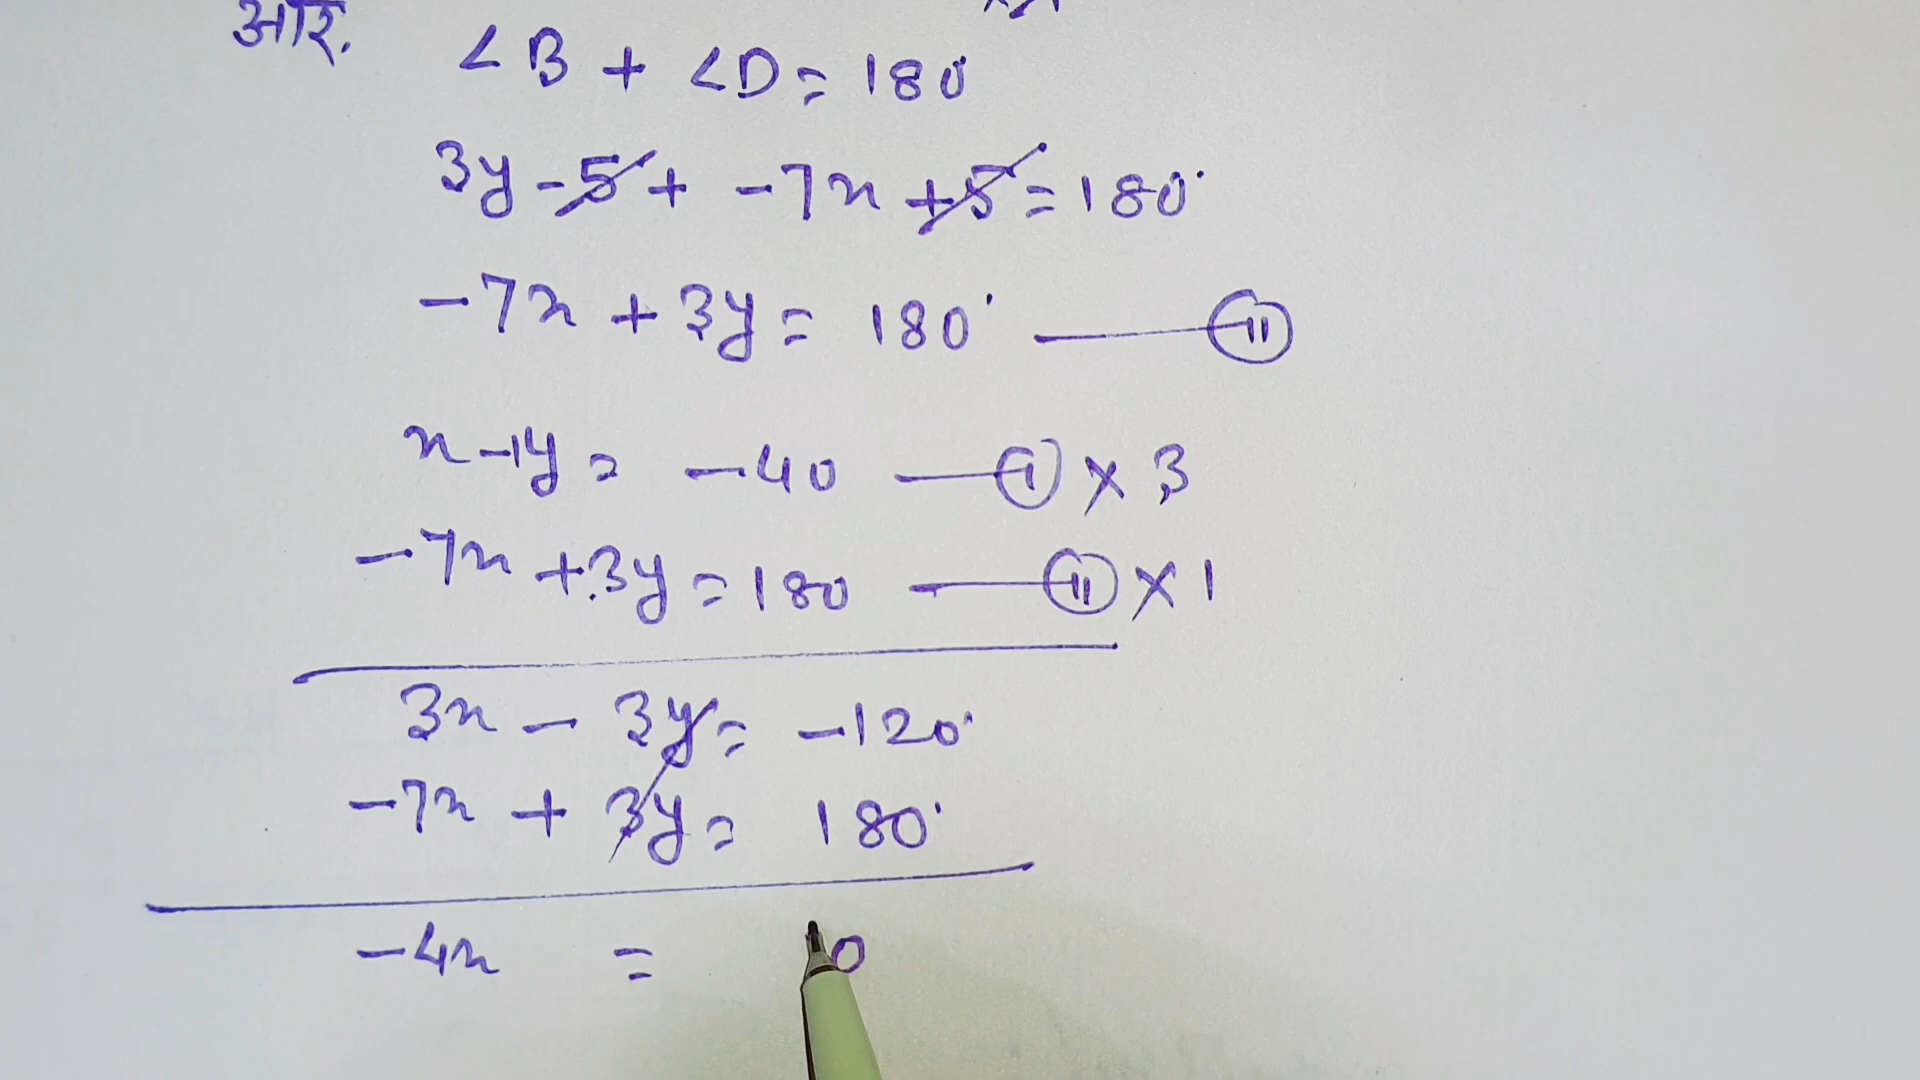 और.
∠B + ∠D = 180
3y - 5 + -7x + 5 = 180°
-7x + 3y = 180° — (II)
x - 1y = -40 — (I) × 3
-7x + 3y = 180 — (II) × 1
3x - 3y = -120°
-7x + 3y = 180°
-4x = 0